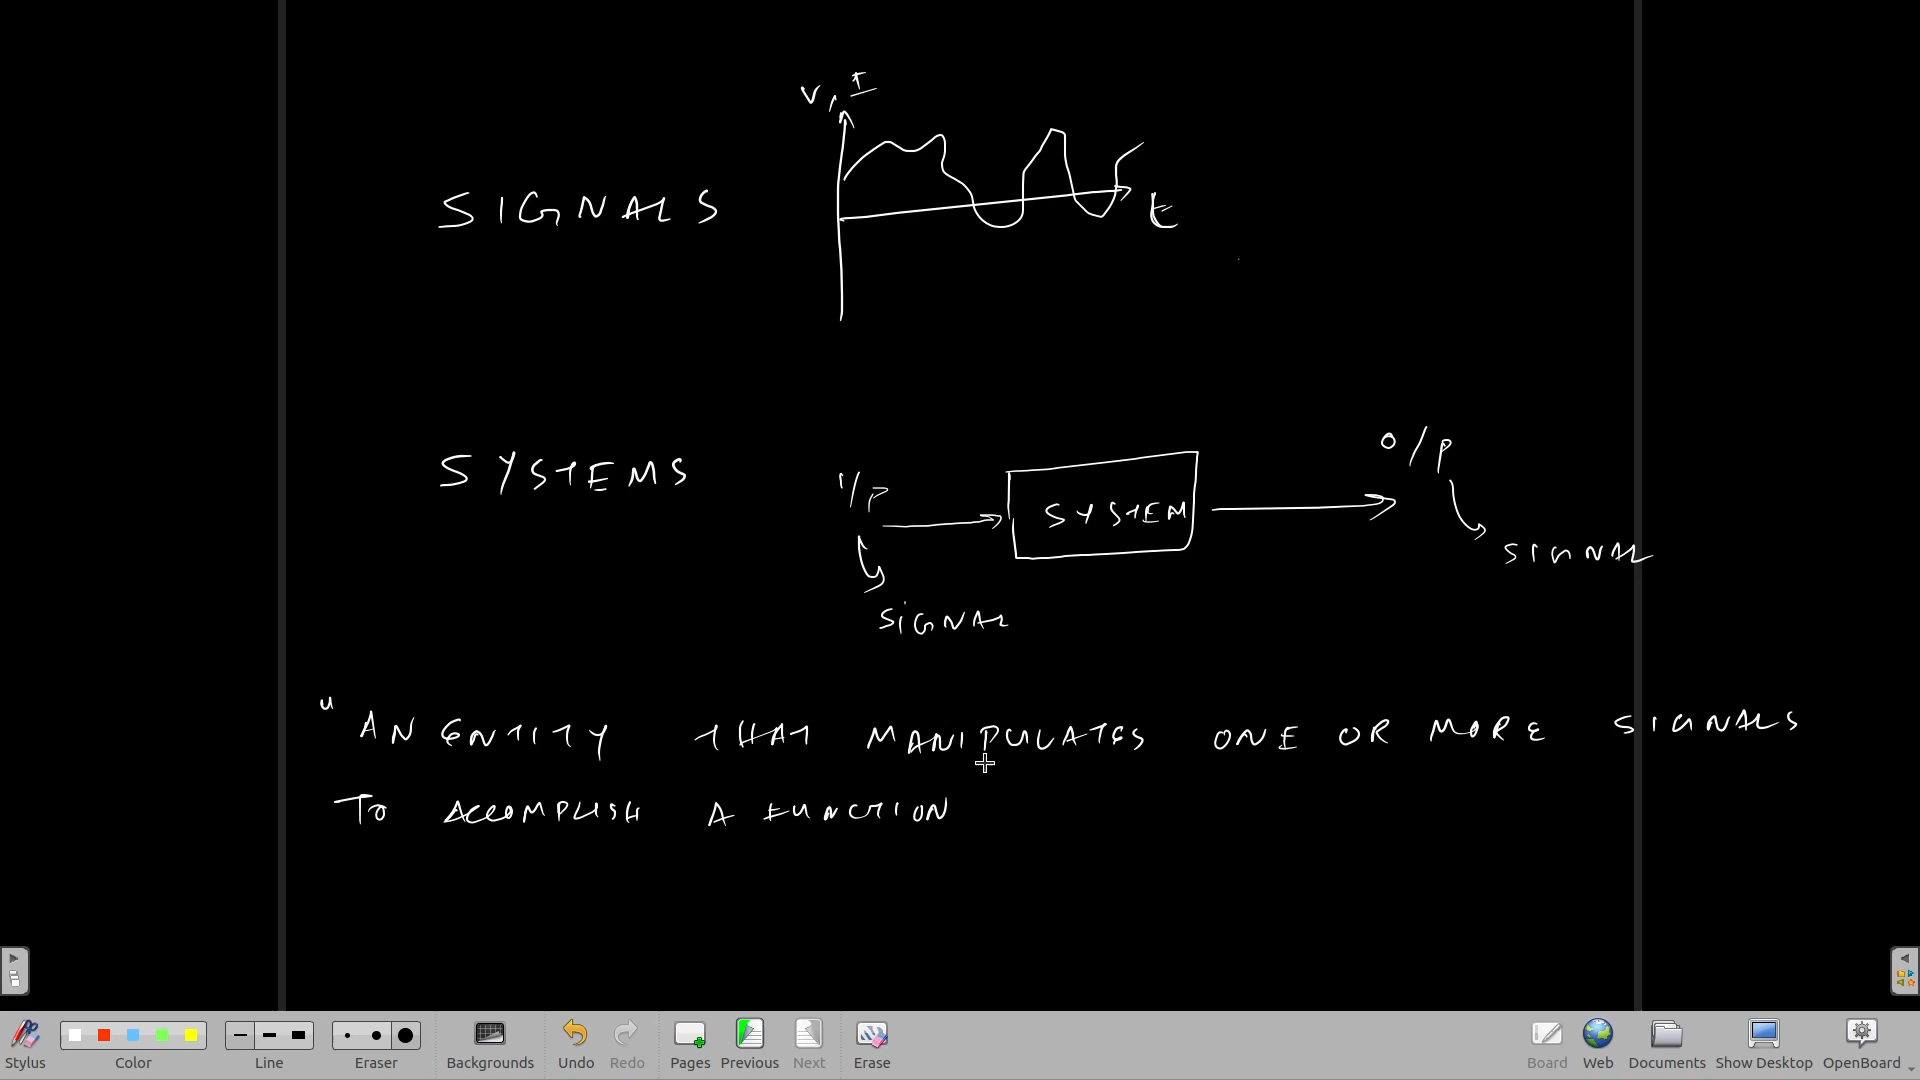 V, I
SIGNALS
t
O/P
SYSTEMS
I/P
SYSTEM
SIGNAL
SIGNAL
" AN ENTITY THAT MANIPULATES ONE OR MORE SIGNALS
TO ACCOMPLISH A FUNCTION
Stylus Color Line Eraser Backgrounds Undo Redo Pages Previous Next Erase Board Web Documents Show Desktop OpenBoard